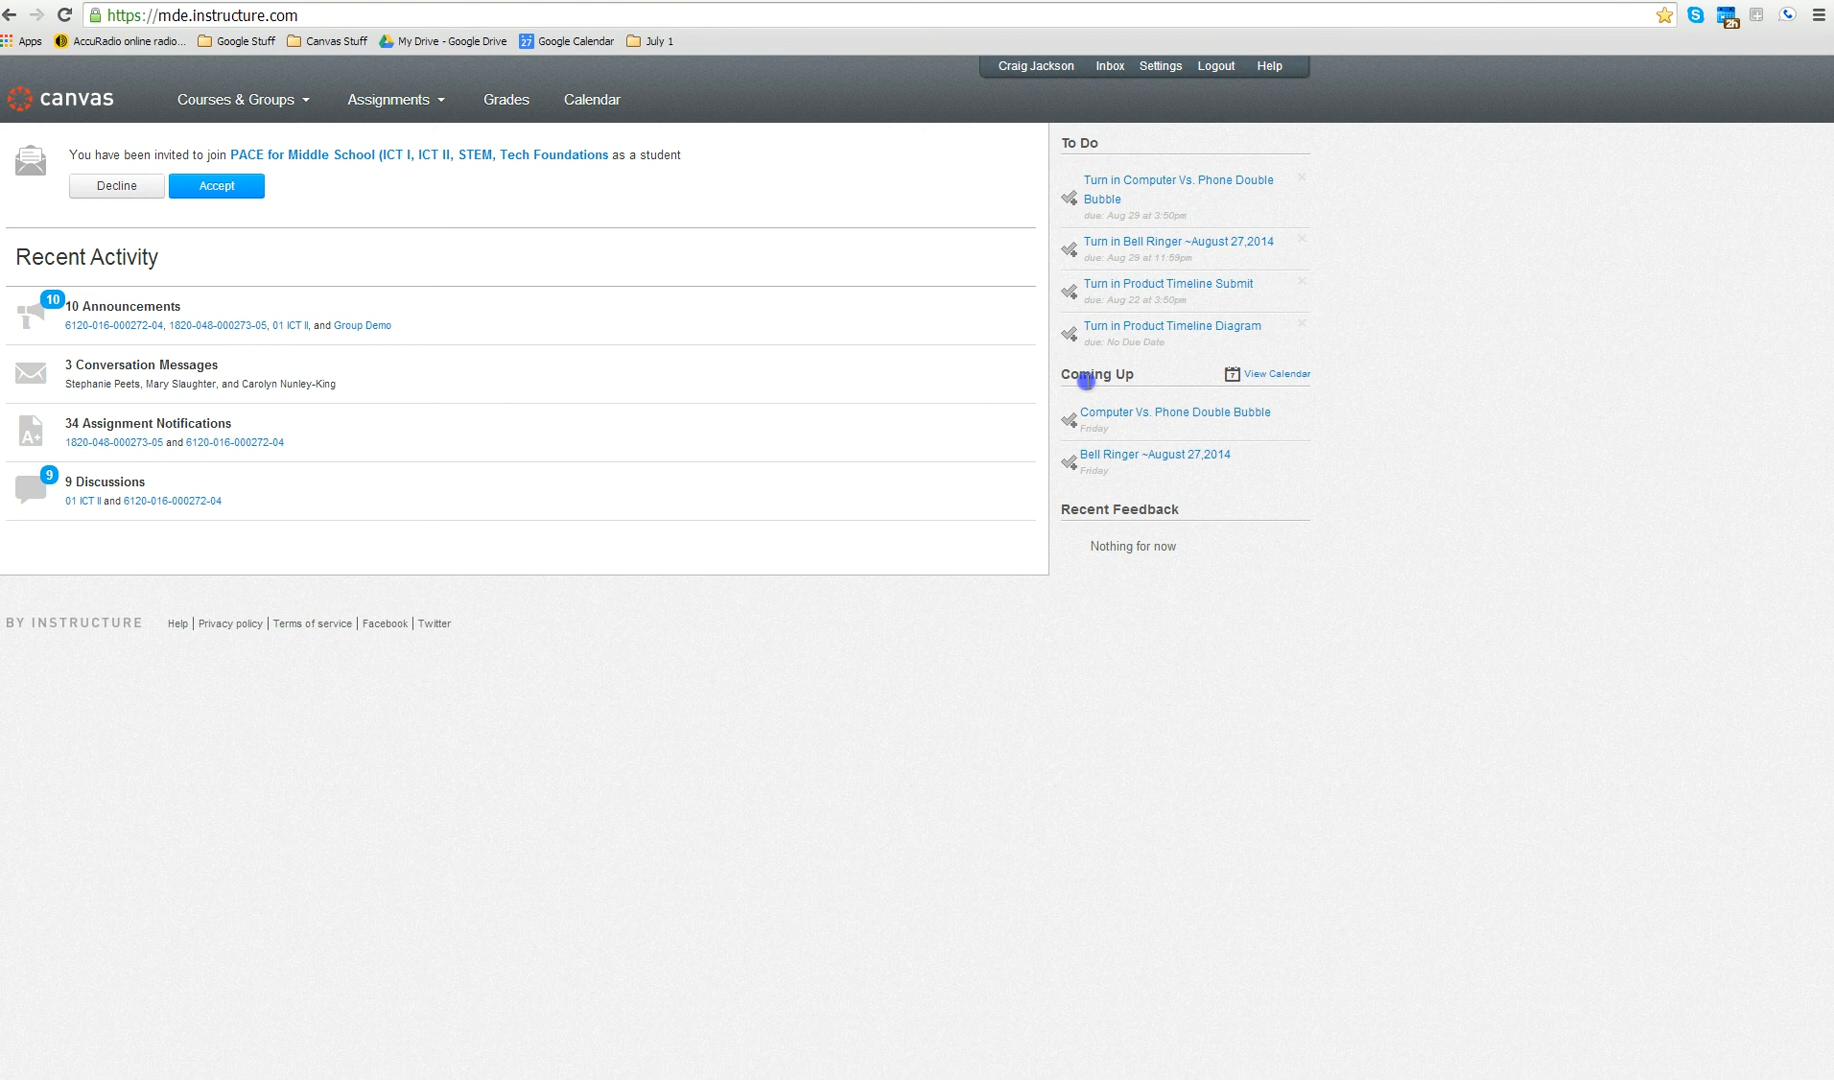 https://mde.instructure.com
2h
Apps AccuRadio online radio... Google Stuff Canvas Stuff My Drive - Google Drive 27 Google Calendar July 1
Craig Jackson Inbox Settings Logout Help
canvas Courses & Groups Assignments Grades Calendar
You have been invited to join PACE for Middle School (ICT I, ICT II, STEM, Tech Foundations as a student
Decline Accept
Recent Activity
10
10 Announcements
6120-016-000272-04, 1820-048-000273-05, 01 ICT II, and Group Demo
3 Conversation Messages
Stephanie Peets, Mary Slaughter, and Carolyn Nunley-King
A+
34 Assignment Notifications
1820-048-000273-05 and 6120-016-000272-04
9
9 Discussions
01 ICT II and 6120-016-000272-04
To Do
Turn in Computer Vs. Phone Double
Bubble
due: Aug 29 at 3:50pm
Turn in Bell Ringer ~August 27,2014
due: Aug 29 at 11:59pm
Turn in Product Timeline Submit
due: Aug 22 at 3:50pm
Turn in Product Timeline Diagram
due: No Due Date
Coming Up 7 View Calendar
Computer Vs. Phone Double Bubble
Friday
Bell Ringer ~August 27,2014
Friday
Recent Feedback
Nothing for now
BY INSTRUCTURE Help | Privacy policy | Terms of service | Facebook | Twitter